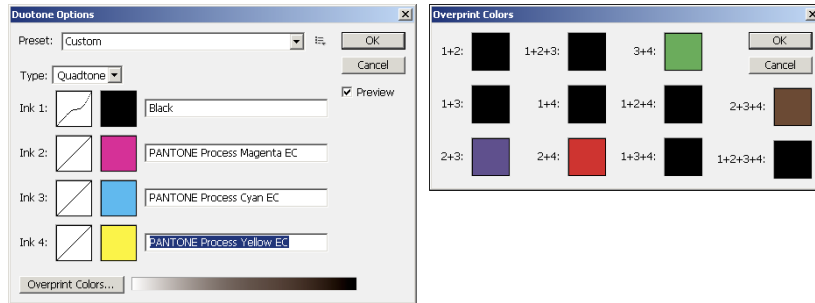 Duotone Options
Preset: Custom
OK
Cancel
Type: Quadtone
Preview
Ink 1: Black
Ink 2: PANTONE Process Magenta EC
Ink 3: PANTONE Process Cyan EC
Ink 4: PANTONE Process Yellow EC
Overprint Colors...
Overprint Colors
1+2: 1+2+3: 3+4:
OK
Cancel
1+3: 1+4: 1+2+4: 2+3+4:
2+3: 2+4: 1+3+4: 1+2+3+4: